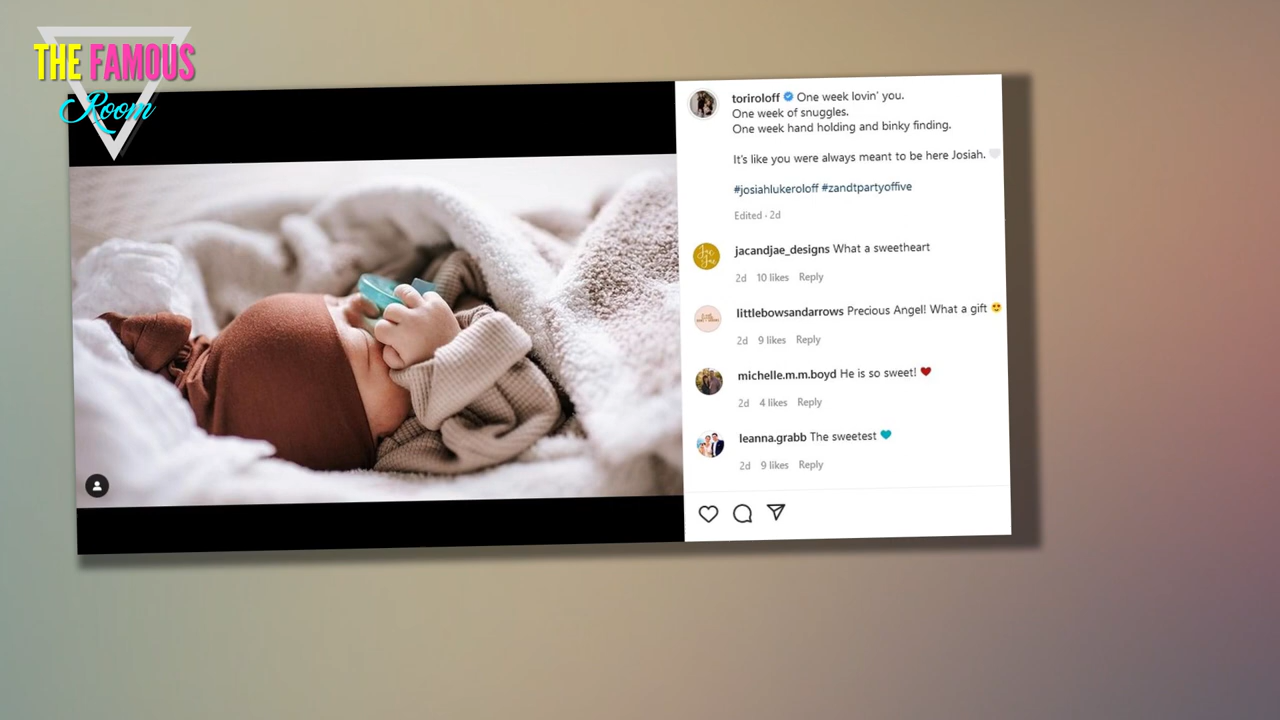 THE FAMOUS
Room
toriroloff One week lovin' you.
One week of snuggles.
One week hand holding and binky finding.
It's like you were always meant to be here Josiah. 🤍
#josiahlukeroloff #zandtpartyoffive
Edited · 2d
jacandjae_designs What a sweetheart
2d 10 likes Reply
littlebowsandarrows Precious Angel! What a gift 😍
2d 9 likes Reply
michelle.m.m.boyd He is so sweet! ❤️
2d 4 likes Reply
leanna.grabb The sweetest 💙
2d 9 likes Reply